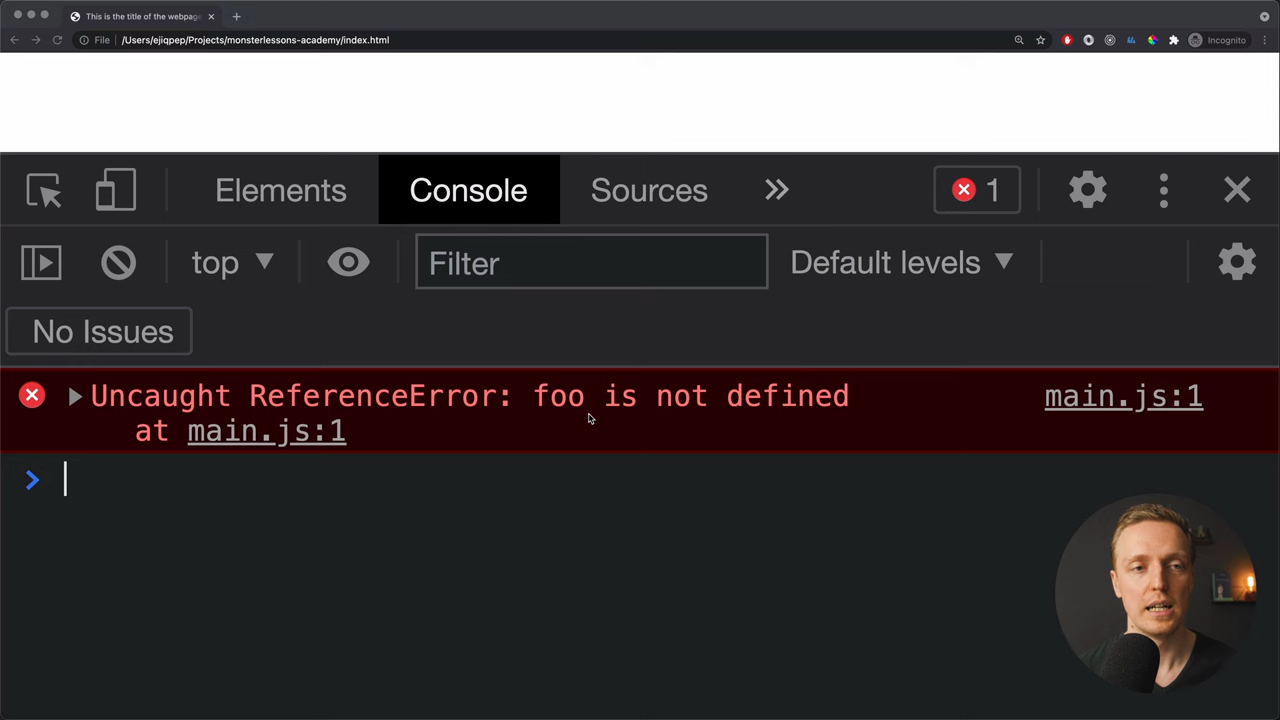 This is the title of the webpag
File /Users/ejiqpep/Projects/monsterlessons-academy/index.html Incognito
Elements Console Sources 1
top Filter Default levels
No Issues
Uncaught ReferenceError: foo is not defined main.js:1
at main.js:1